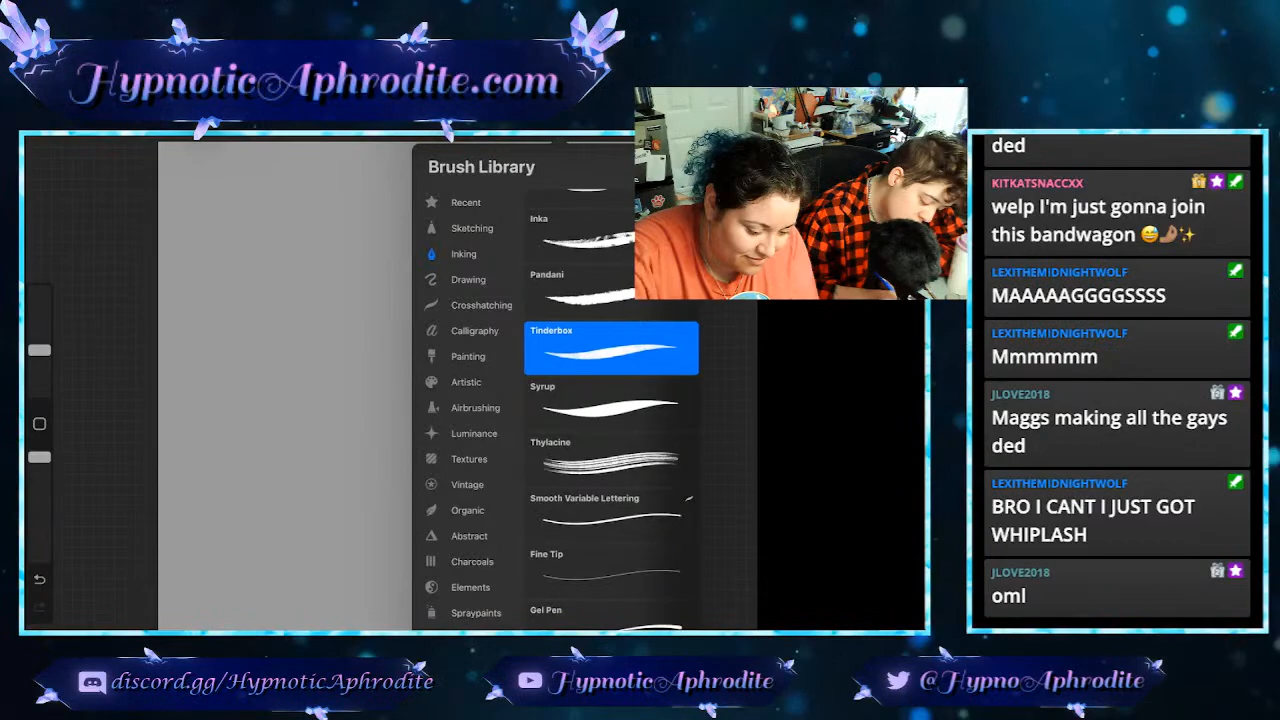 HypnoticAphrodite.com
Brush Library
Recent
Sketching
Inking
Drawing
Crosshatching
Calligraphy
Painting
Artistic
Airbrushing
Luminance
Textures
Vintage
Organic
Abstract
Charcoals
Elements
Spraypaints
Inka
Pandani
Tinderbox
Syrup
Thylacine
Smooth Variable Lettering
Fine Tip
Gel Pen
ded
KITKATSNACCXX
welp I'm just gonna join
this bandwagon 😅🤌🏽✨
LEXITHEMIDNIGHTWOLF
MAAAAAGGGGSSSS
LEXITHEMIDNIGHTWOLF
Mmmmmm
JLOVE2018
Maggs making all the gays
ded
LEXITHEMIDNIGHTWOLF
BRO I CANT I JUST GOT
WHIPLASH
JLOVE2018
oml
discord.gg/HypnoticAphrodite
HypnoticAphrodite
@HypnoAphrodite